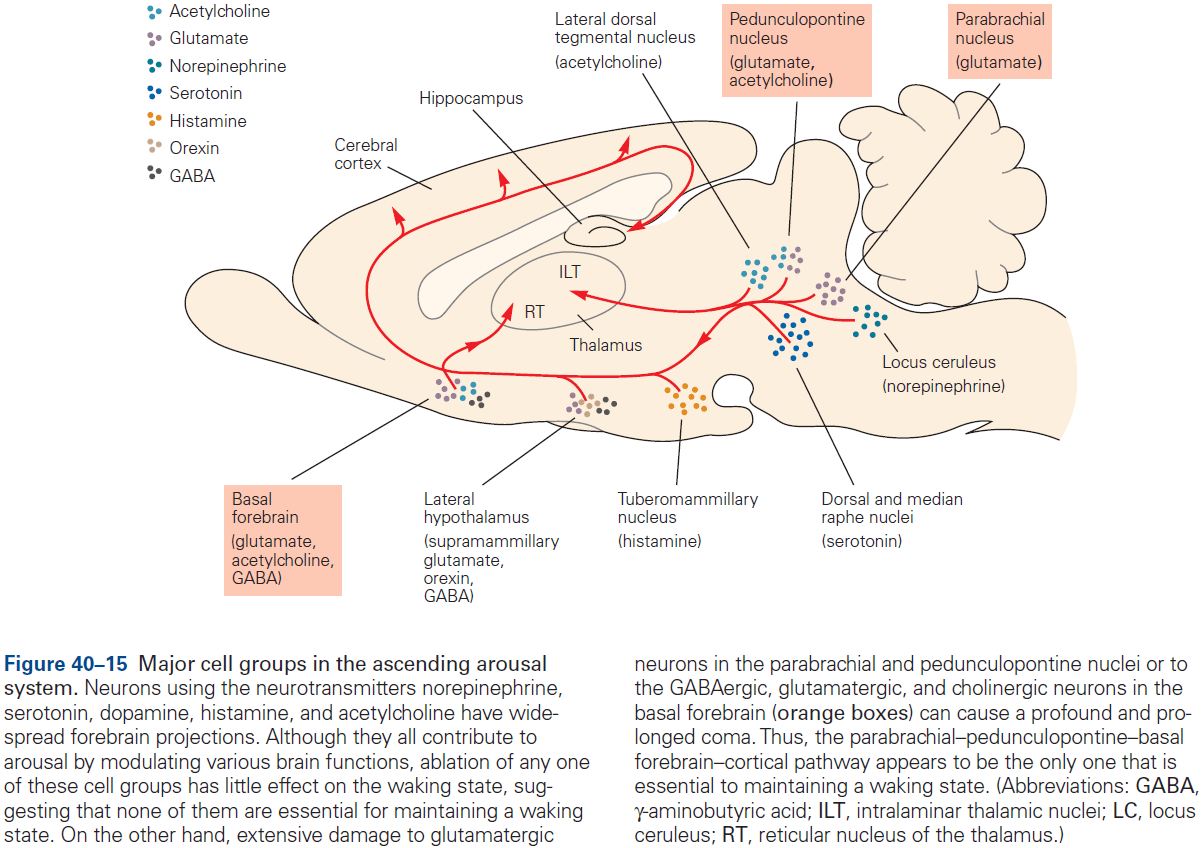 Acetylcholine
Glutamate
Norepinephrine
Serotonin
Histamine
Orexin
GABA
Lateral dorsal
tegmental nucleus
(acetylcholine)
Pedunculopontine
nucleus
(glutamate,
acetylcholine)
Parabrachial
nucleus
(glutamate)
Hippocampus
Cerebral
cortex
ILT
RT
Thalamus
Locus ceruleus
(norepinephrine)
Basal
forebrain
(glutamate,
acetylcholine,
GABA)
Lateral
hypothalamus
(supramammillary
glutamate,
orexin,
GABA)
Tuberomammillary
nucleus
(histamine)
Dorsal and median
raphe nuclei
(serotonin)
Figure 40–15 Major cell groups in the ascending arousal
system. Neurons using the neurotransmitters norepinephrine,
serotonin, dopamine, histamine, and acetylcholine have wide-
spread forebrain projections. Although they all contribute to
arousal by modulating various brain functions, ablation of any one
of these cell groups has little effect on the waking state, sug-
gesting that none of them are essential for maintaining a waking
state. On the other hand, extensive damage to glutamatergic
neurons in the parabrachial and pedunculopontine nuclei or to
the GABAergic, glutamatergic, and cholinergic neurons in the
basal forebrain (orange boxes) can cause a profound and pro-
longed coma. Thus, the parabrachial–pedunculopontine–basal
forebrain–cortical pathway appears to be the only one that is
essential to maintaining a waking state. (Abbreviations: GABA,
γ-aminobutyric acid; ILT, intralaminar thalamic nuclei; LC, locus
ceruleus; RT, reticular nucleus of the thalamus.)